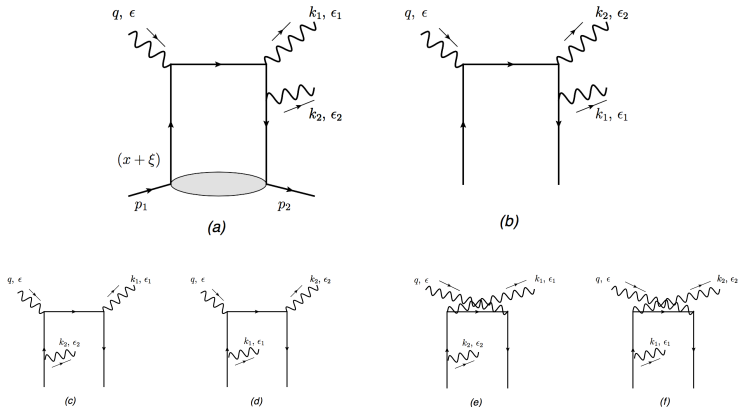 q, ϵ
k₁, ϵ₁
k₂, ϵ₂
(x + ξ)
p₁
p₂
(a)
q, ϵ
k₂, ϵ₂
k₁, ϵ₁
(b)
q, ϵ
k₁, ϵ₁
k₂, ϵ₂
(c)
q, ϵ
k₂, ϵ₂
k₁, ϵ₁
(d)
q, ϵ
k₁, ϵ₁
k₂, ϵ₂
(e)
q, ϵ
k₂, ϵ₂
k₁, ϵ₁
(f)